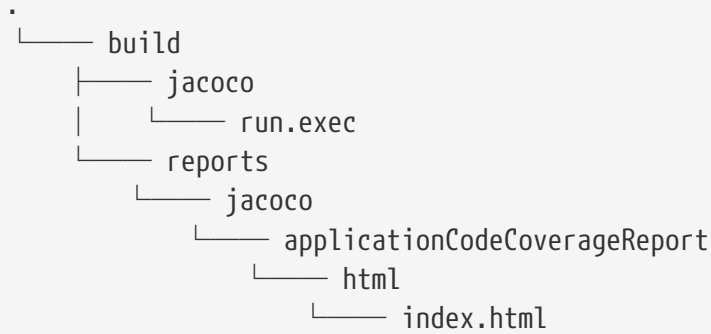 .
└── build
    ├── jacoco
    │   └── run.exec
    └── reports
        └── jacoco
            └── applicationCodeCoverageReport
                └── html
                    └── index.html